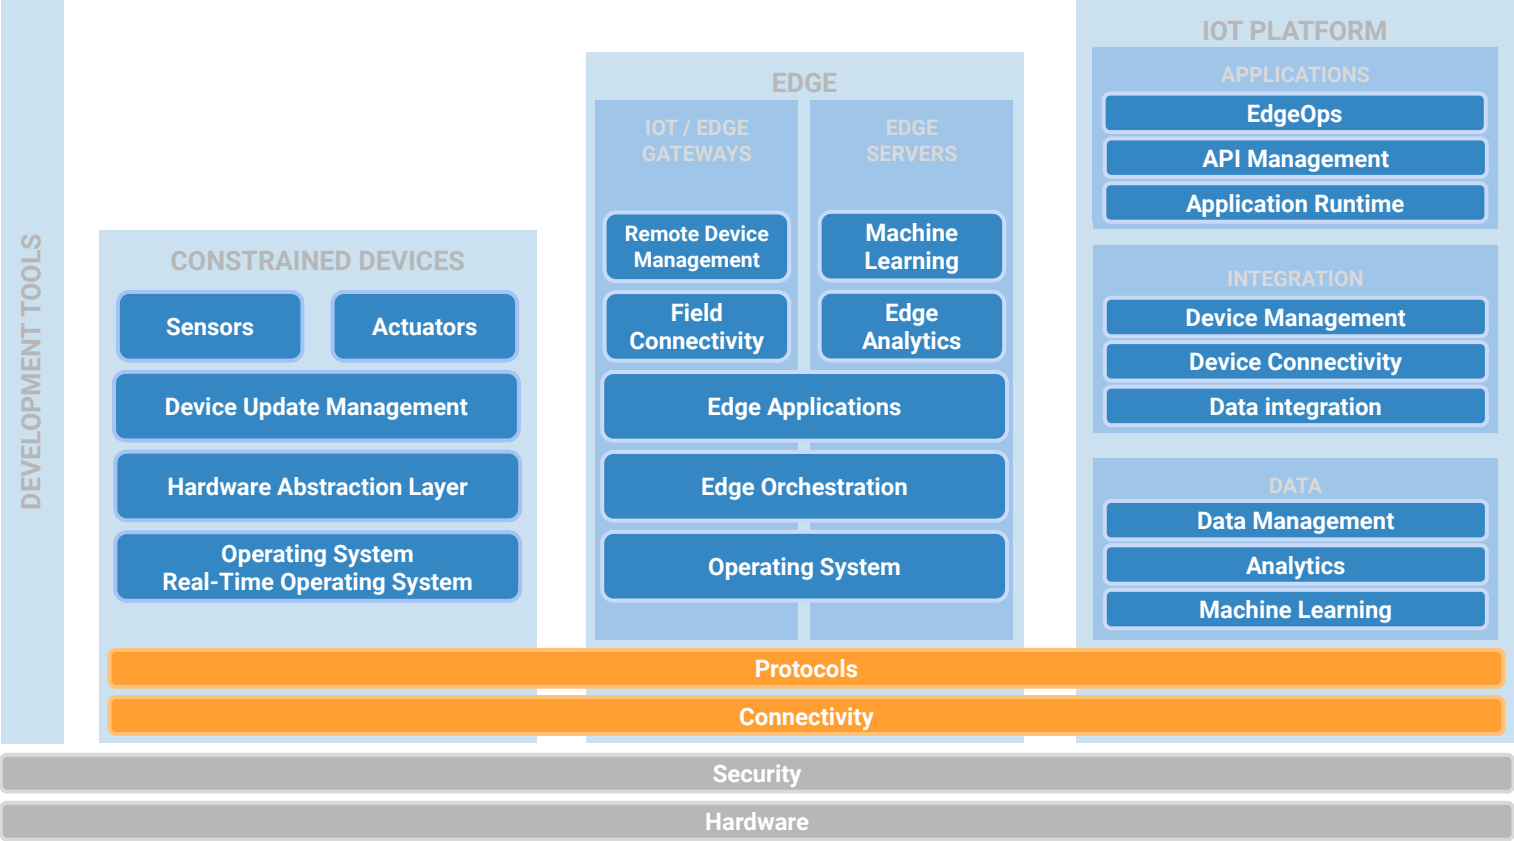 DEVELOPMENT TOOLS
CONSTRAINED DEVICES
Sensors
Actuators
Device Update Management
Hardware Abstraction Layer
Operating System
Real-Time Operating System
EDGE
IOT / EDGE
GATEWAYS
Remote Device
Management
Field
Connectivity
EDGE
SERVERS
Machine
Learning
Edge
Analytics
Edge Applications
Edge Orchestration
Operating System
IOT PLATFORM
APPLICATIONS
EdgeOps
API Management
Application Runtime
INTEGRATION
Device Management
Device Connectivity
Data integration
DATA
Data Management
Analytics
Machine Learning
Protocols
Connectivity
Security
Hardware